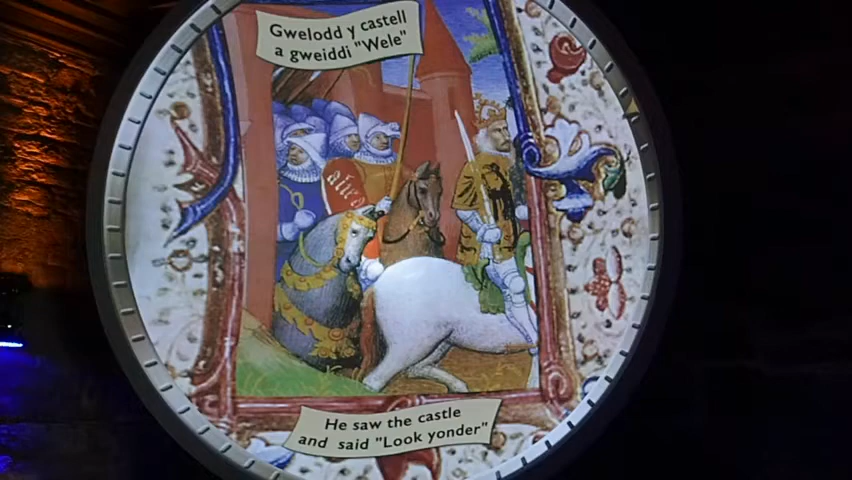 Gwelodd y castell
a gweiddi "Wele"
He saw the castle
and said "Look yonder"